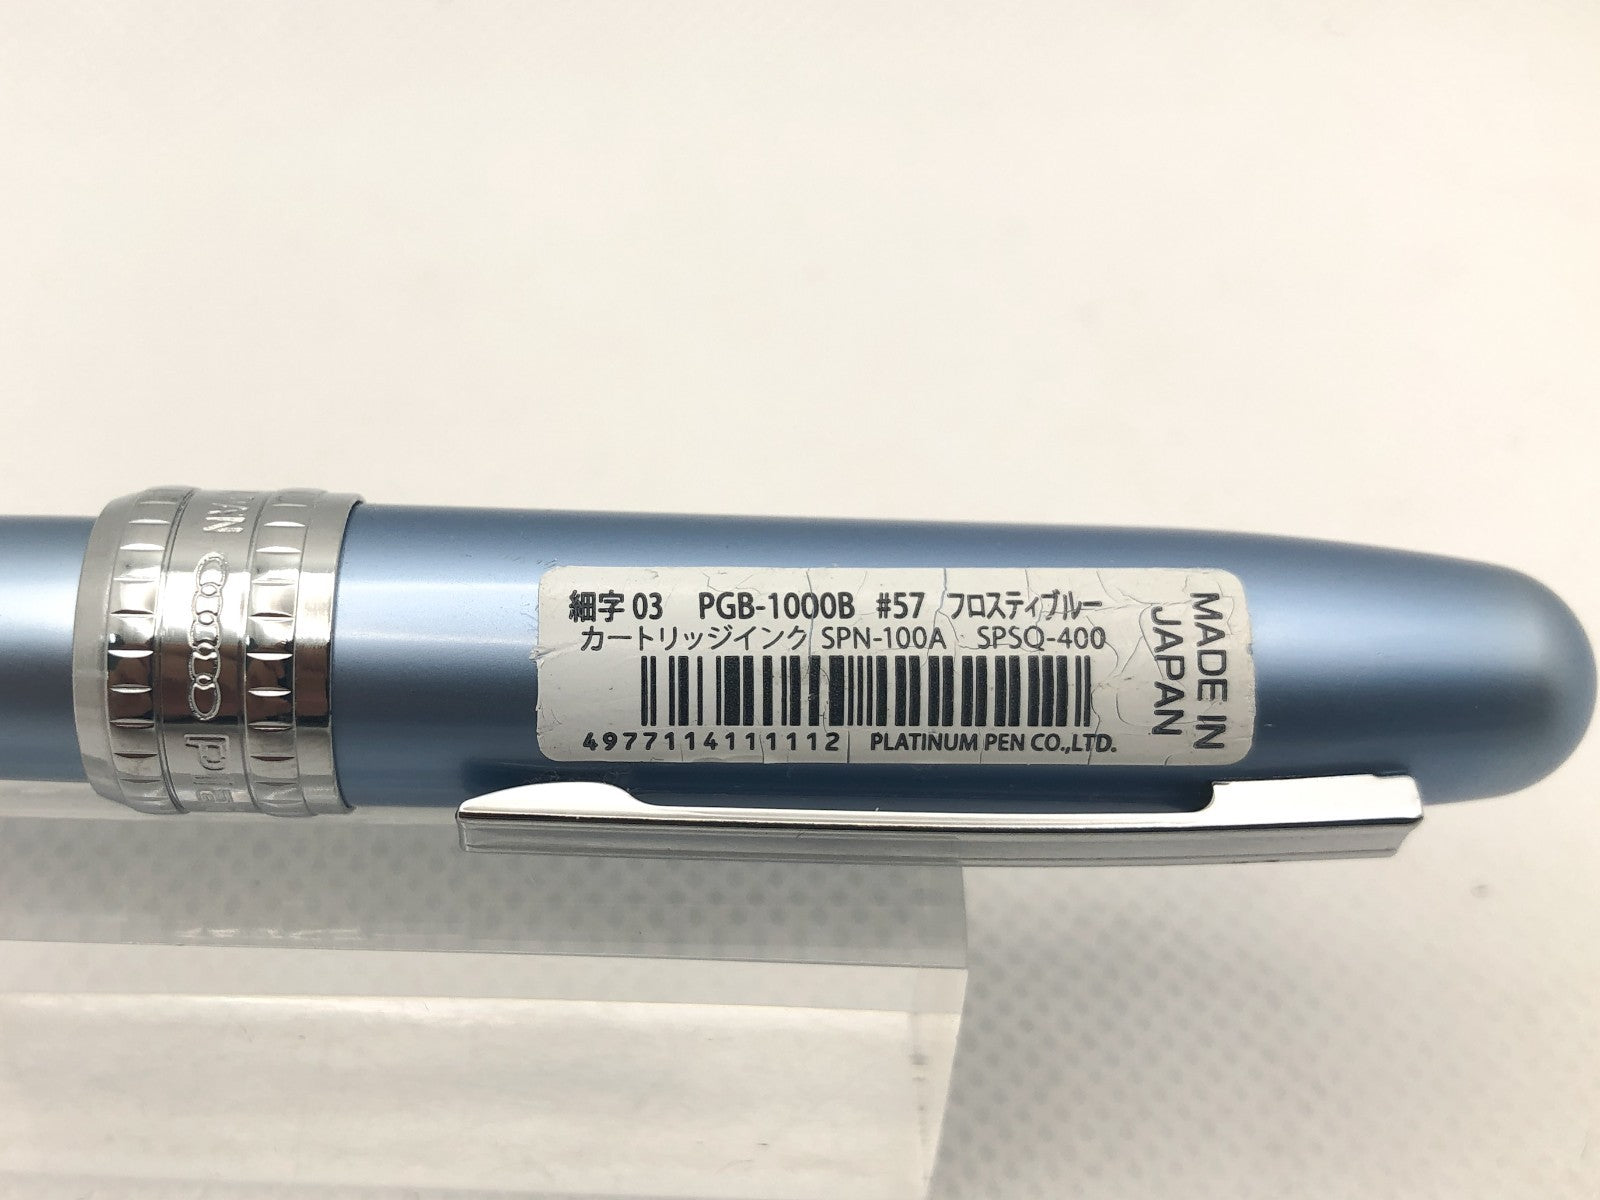 細字 03 PGB-1000B #57 フロスティブルー
カートリッジインク SPN-100A SPSQ-400
4977114111112 PLATINUM PEN CO.,LTD.
MADE IN
JAPAN